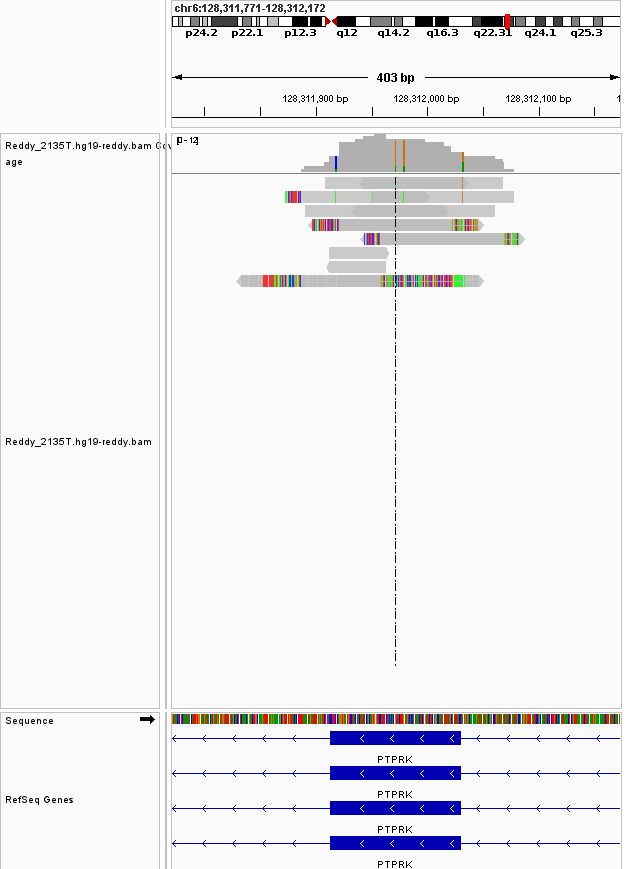 chr6:128,311,771-128,312,172
p24.2 p22.1 p12.3 q12 q14.2 q16.3 q22.31 q24.1 q25.3
403 bp
128,311,900 bp 128,312,000 bp 128,312,100 bp 1
Reddy_2135T.hg19-reddy.bam Cov
age
[0 - 12]
Reddy_2135T.hg19-reddy.bam
Sequence
PTPRK
PTPRK
RefSeq Genes
PTPRK
PTPRK